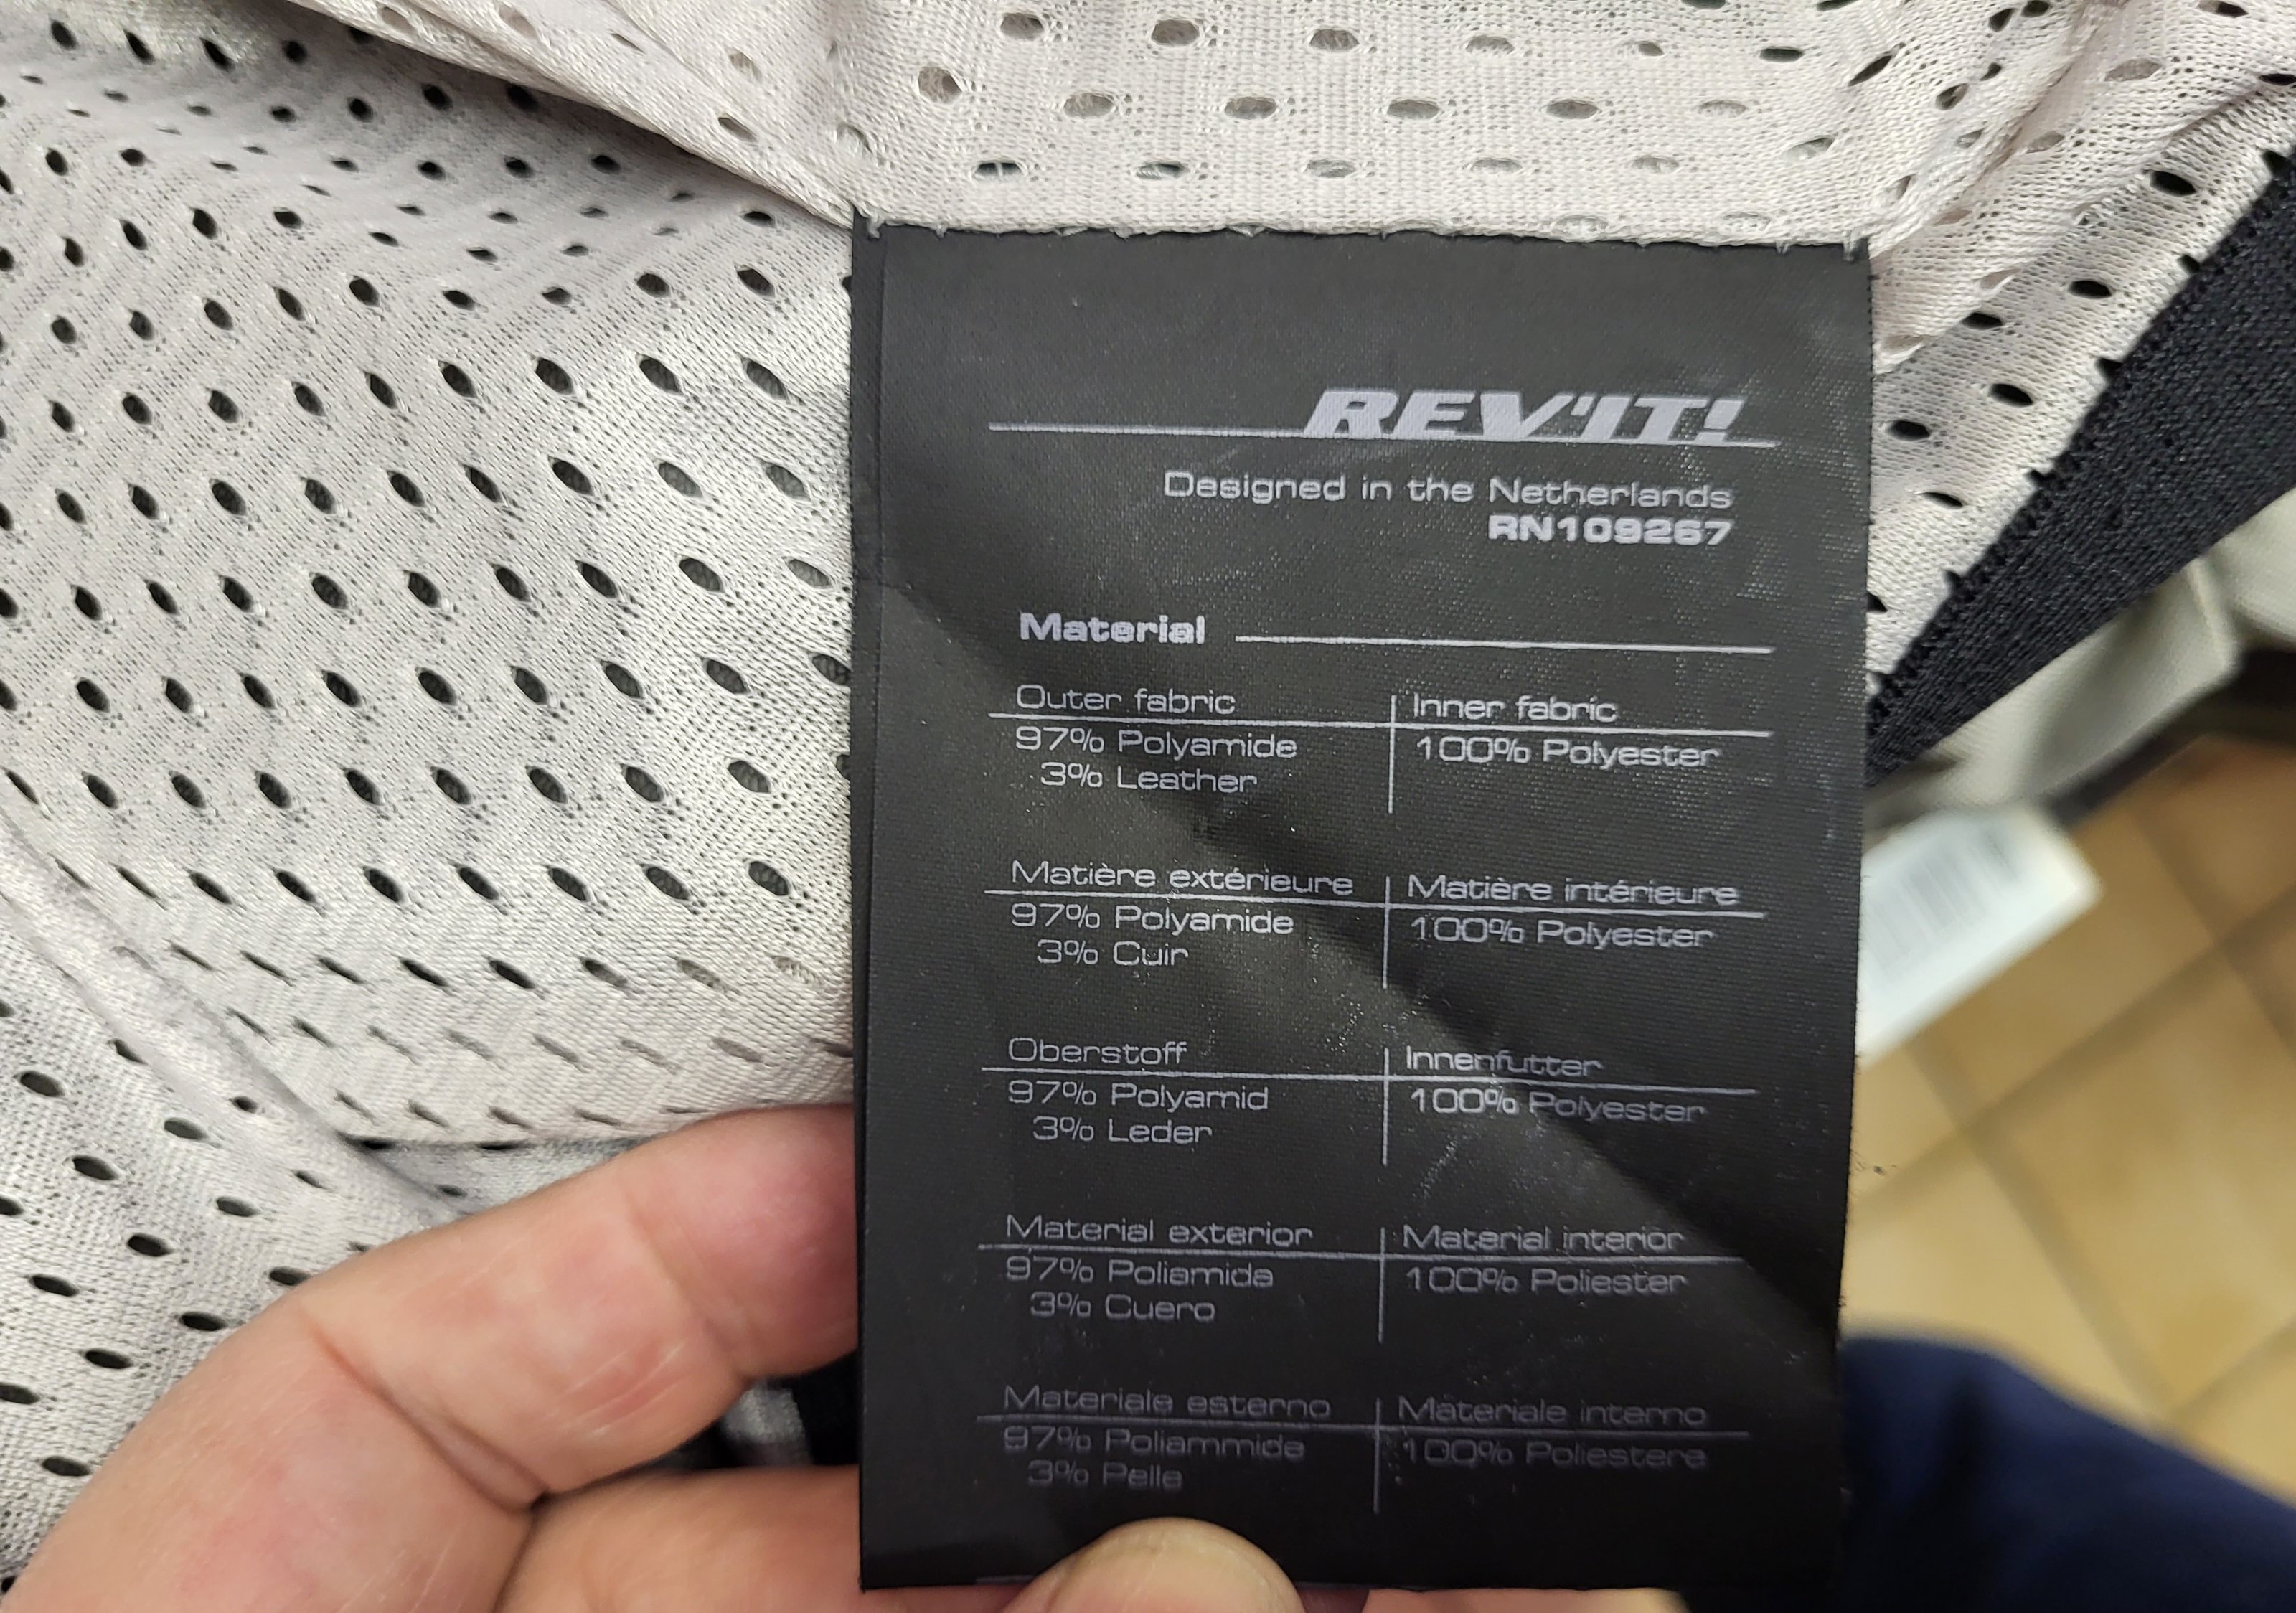 REV'IT!
Designed in the Netherlands
RN109267
Material
Outer fabric
97% Polyamide
3% Leather
Inner fabric
100% Polyester
Matière extérieure
97% Polyamide
3% Cuir
Matière intérieure
100% Polyester
Oberstoff
97% Polyamid
3% Leder
Innenfutter
100% Polyester
Material exterior
97% Poliamida
3% Cuero
Material interior
100% Poliester
Materiale esterno
97% Poliammide
3% Pelle
Materiale interno
100% Poliestere